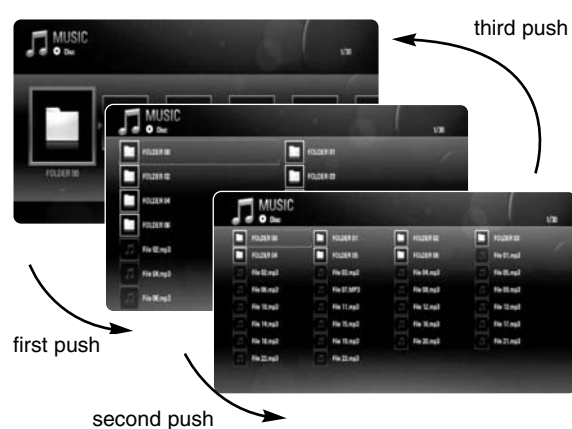 third push
MUSIC
Disc
1/30
FOLDER 00
MUSIC
Disc
1/30
FOLDER 00 FOLDER 01
FOLDER 02 FOLDER 03
FOLDER 04
FOLDER 06
File 02.mp3
File 04.mp3
File 06.mp3
MUSIC
Disc
1/30
FOLDER 00 FOLDER 01 FOLDER 02 FOLDER 03
FOLDER 04 FOLDER 05 FOLDER 06 File 01.mp3
File 02.mp3 File 03.mp3 File 04.mp3 File 05.mp3
File 06.mp3 File 07.MP3 File 08.mp3 File 09.mp3
File 10.mp3 File 11.mp3 File 12.mp3 File 13.mp3
File 14.mp3 File 15.mp3 File 16.mp3 File 17.mp3
File 18.mp3 File 19.mp3 File 20.mp3 File 21.mp3
File 22.mp3 File 23.mp3
first push
second push